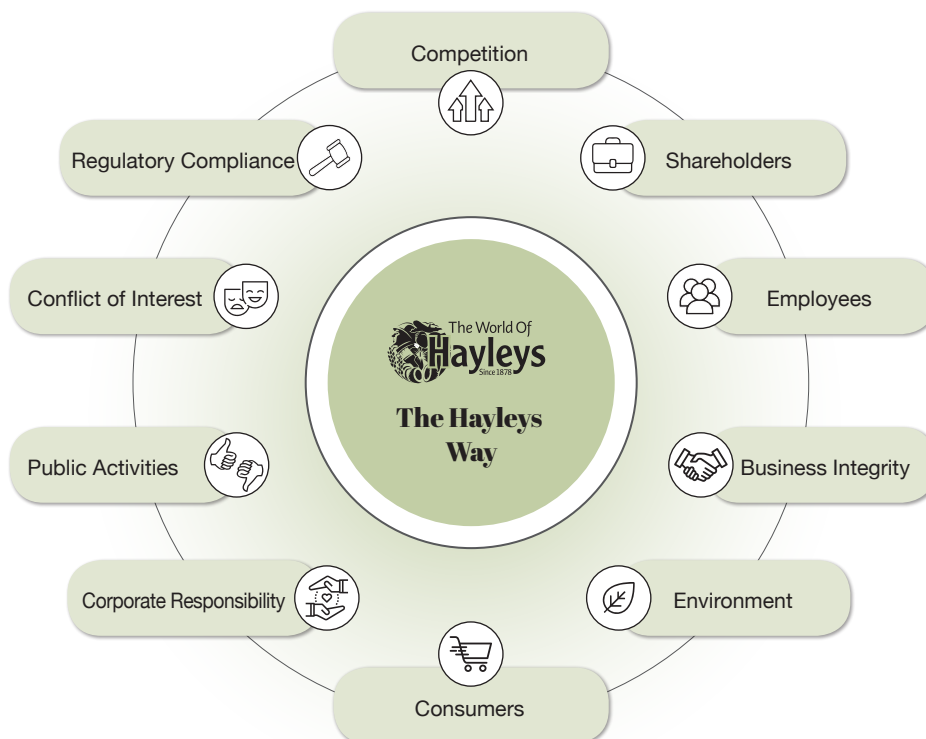 Competition
Regulatory Compliance
Shareholders
Conflict of Interest
Employees
The World Of
Hayleys
Since 1878
The Hayleys
Way
Public Activities
Business Integrity
Corporate Responsibility
Environment
Consumers